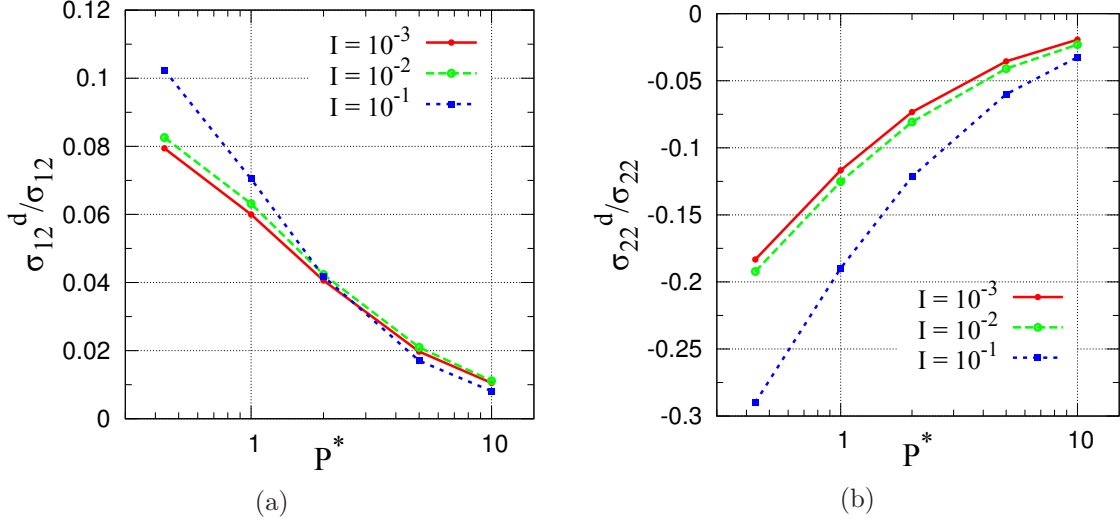 0.12
0.1
0.08
0.06
0.04
0.02
0
σ₁₂ᵈ/σ₁₂
I = 10⁻³
I = 10⁻²
I = 10⁻¹
1
10
P*
(a)
0
-0.05
-0.1
-0.15
-0.2
-0.25
-0.3
σ₂₂ᵈ/σ₂₂
I = 10⁻³
I = 10⁻²
I = 10⁻¹
1
10
P*
(b)